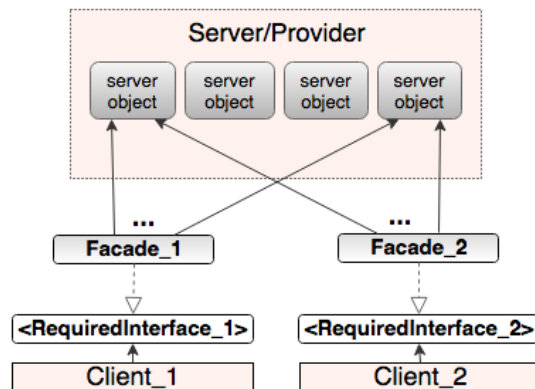 Server/Provider
server server server server
object object object object
... ...
Facade_1 Facade_2
<RequiredInterface_1> <RequiredInterface_2>
Client_1 Client_2